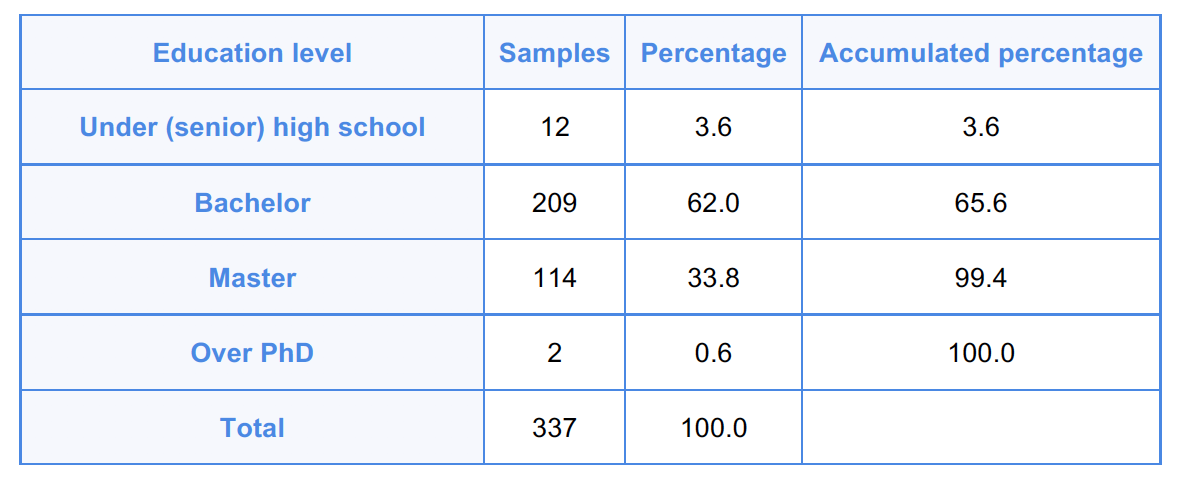 Education level Samples Percentage Accumulated percentage
Under (senior) high school 12 3.6 3.6
Bachelor 209 62.0 65.6
Master 114 33.8 99.4
Over PhD 2 0.6 100.0
Total 337 100.0